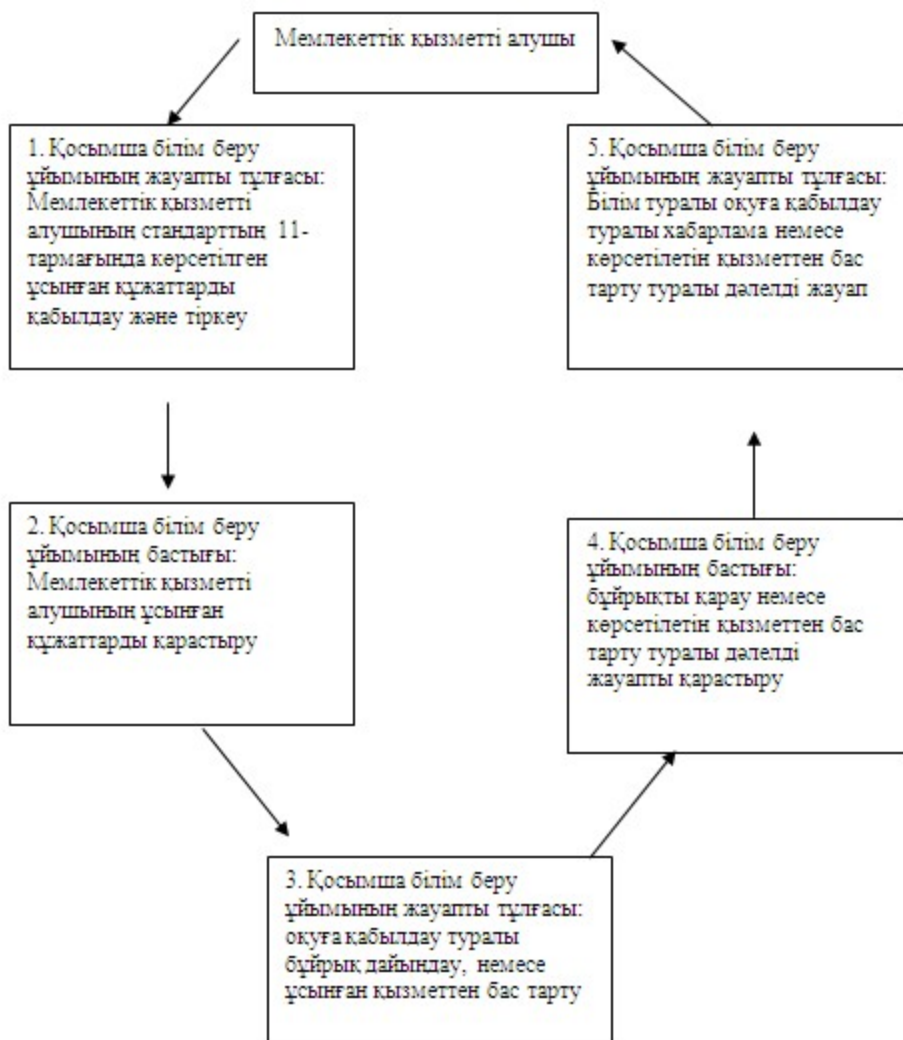 Мемлекеттік қызметті алушы
1. Қосымша білім беру
ұйымының жауапты тұлғасы:
Мемлекеттік қызметті
алушының стандарттың 11-
тармағында көрсетілген
ұсынған құжаттарды
қабылдау және тіркеу
2. Қосымша білім беру
ұйымының бастығы:
Мемлекеттік қызметті
алушының ұсынған
құжаттарды қарастыру
3. Қосымша білім беру
ұйымының жауапты тұлғасы:
оқуға қабылдау туралы
бұйрық дайындау, немесе
ұсынған қызметтен бас тарту
4. Қосымша білім беру
ұйымының бастығы:
бұйрықты қарау немесе
көрсетілетін қызметтен бас
тарту туралы дәлелді
жауапты қарастыру
5. Қосымша білім беру
ұйымының жауапты тұлғасы:
Білім туралы оқуға қабылдау
туралы хабарлама немесе
көрсетілетін қызметтен бас
тарту туралы дәлелді жауап